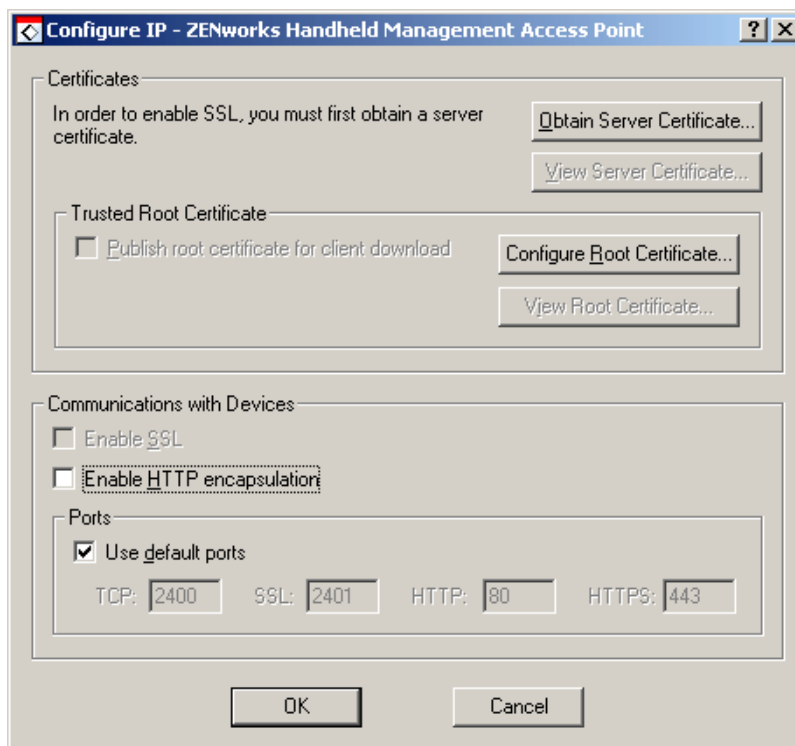 Configure IP - ZENworks Handheld Management Access Point
Certificates
In order to enable SSL, you must first obtain a server
certificate.
Obtain Server Certificate...
View Server Certificate...
Trusted Root Certificate
Publish root certificate for client download
Configure Root Certificate...
View Root Certificate...
Communications with Devices
Enable SSL
Enable HTTP encapsulation
Ports
Use default ports
TCP: 2400 SSL: 2401 HTTP: 80 HTTPS: 443
OK Cancel